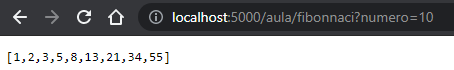 localhost:5000/aula/fibonnaci?numero=10
[1,2,3,5,8,13,21,34,55]